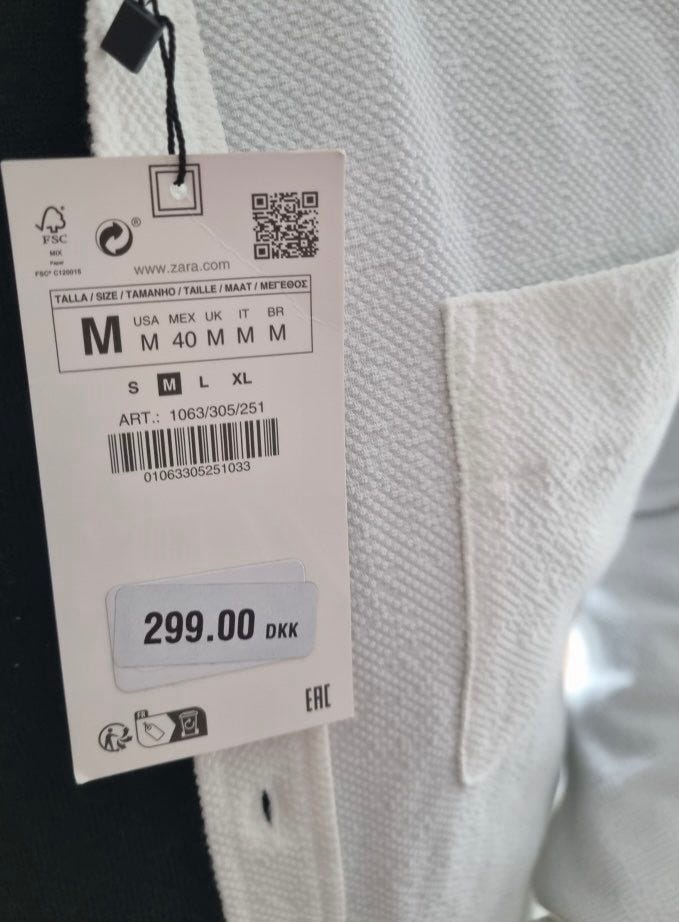 FSC
MIX
Paper
FSC® C120015
®
www.zara.com
TALLA / SIZE / TAMANHO / TAILLE / MAAT / ΜΕΓΕΘΟΣ
M
USA MEX UK IT BR
M 40 M M M
S M L XL
ART.: 1063/305/251
01063305251033
299.00 DKK
EAC
FR